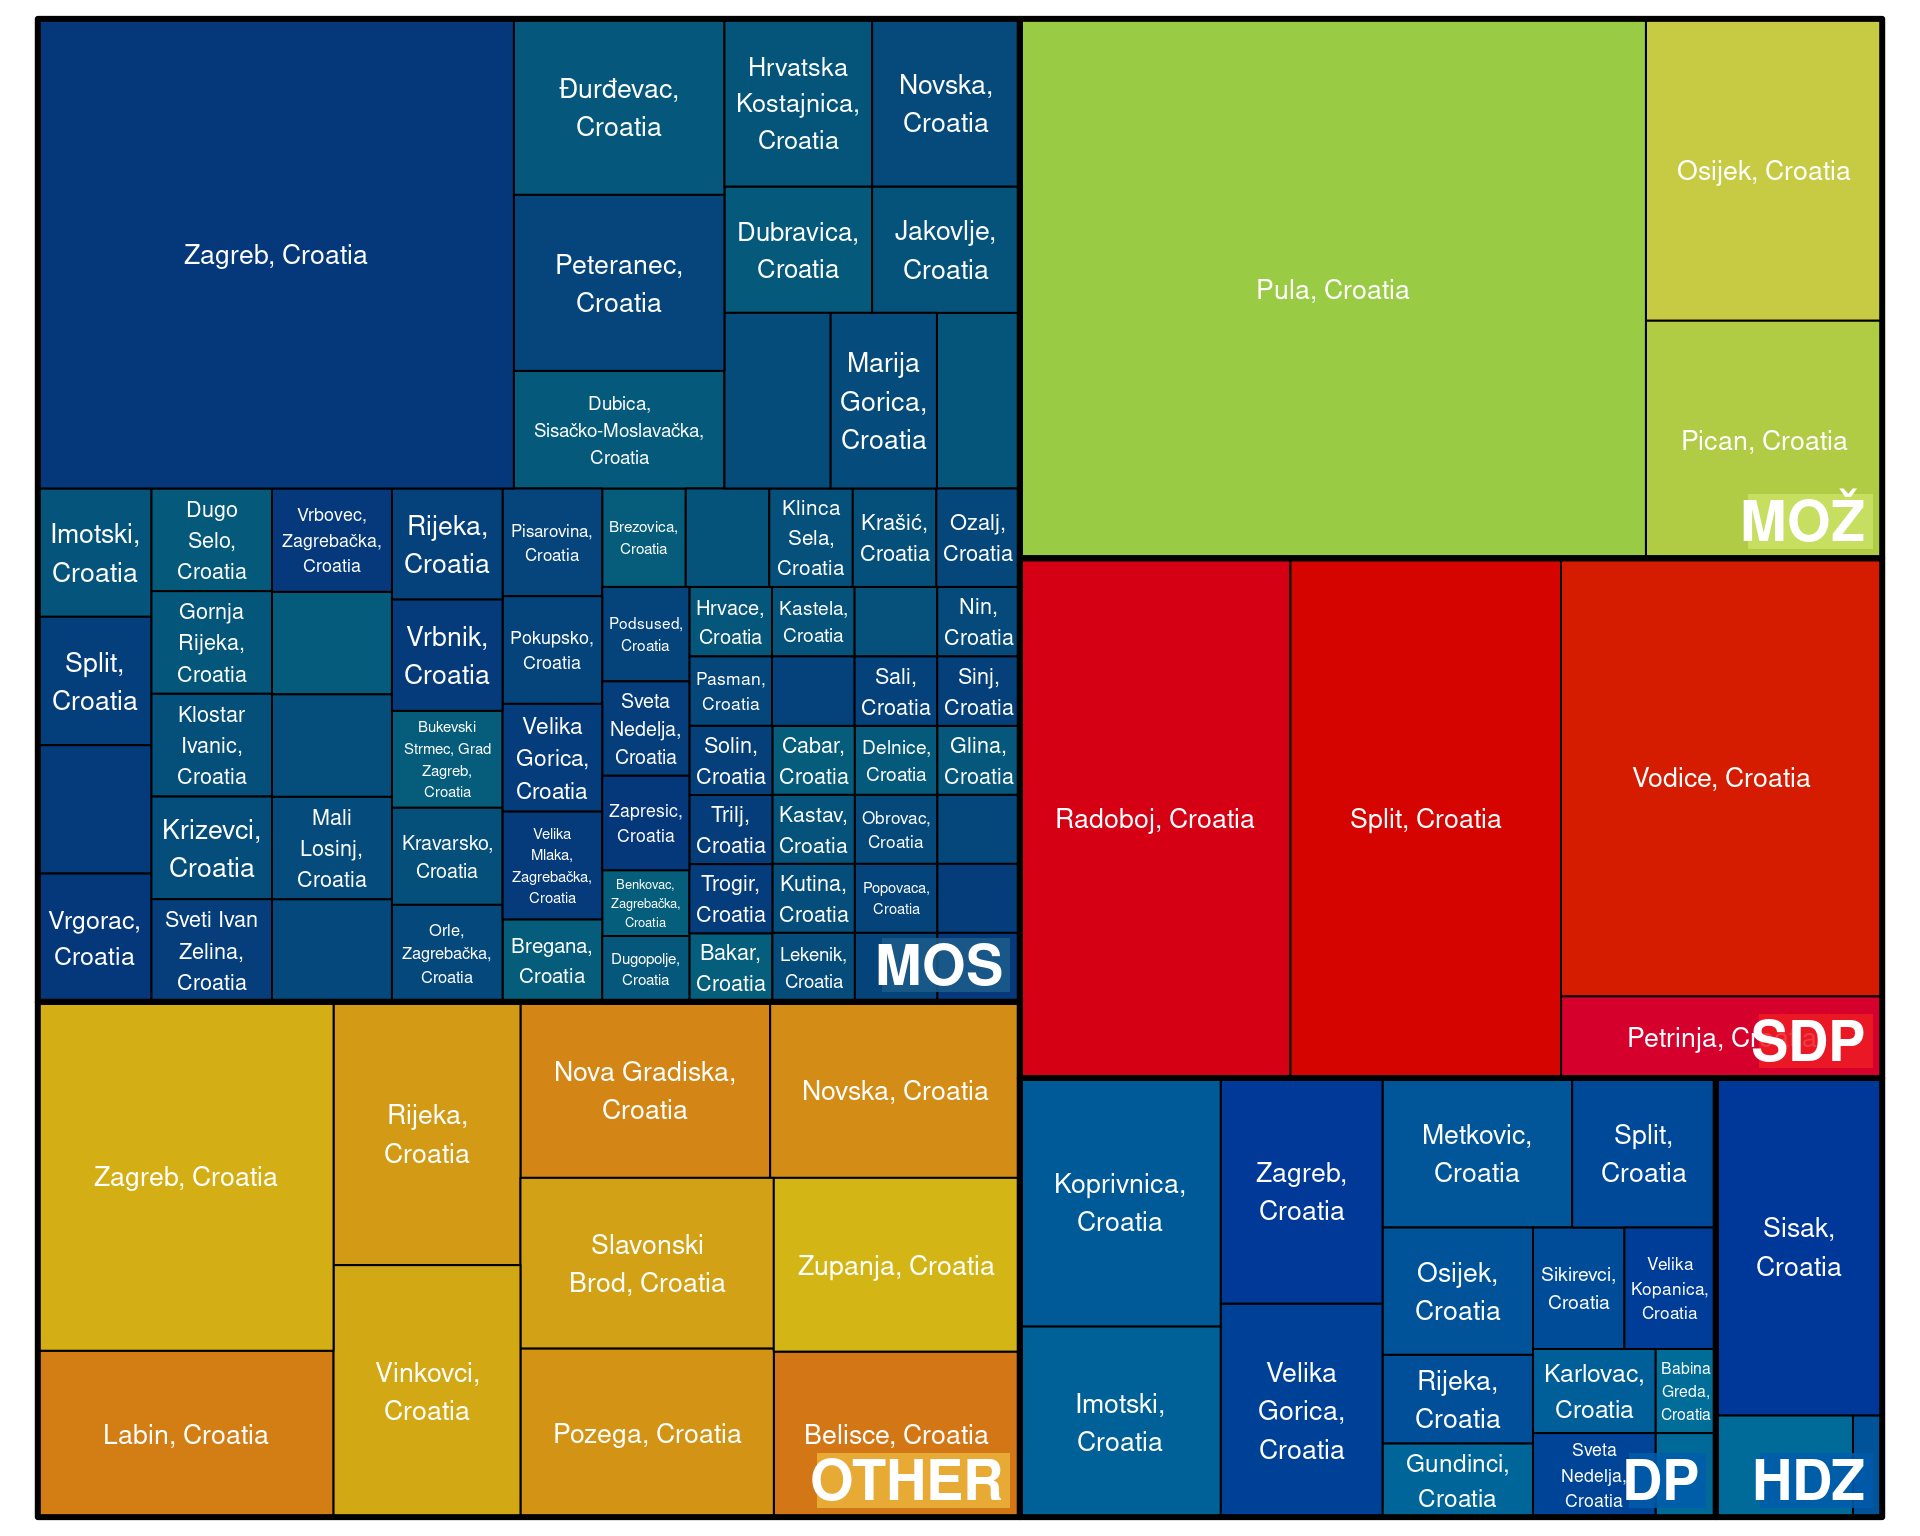 Zagreb, Croatia
Đurđevac,
Croatia
Peteranec,
Croatia
Dubica,
Sisačko-Moslavačka,
Croatia
Hrvatska
Kostajnica,
Croatia
Novska,
Croatia
Dubravica,
Croatia
Jakovlje,
Croatia
Marija
Gorica,
Croatia
Imotski,
Croatia
Split,
Croatia
Vrgorac,
Croatia
Dugo
Selo,
Croatia
Gornja
Rijeka,
Croatia
Klostar
Ivanic,
Croatia
Krizevci,
Croatia
Sveti Ivan
Zelina,
Croatia
Vrbovec,
Zagrebačka,
Croatia
Mali
Losinj,
Croatia
Rijeka,
Croatia
Vrbnik,
Croatia
Bukevski
Strmec, Grad
Zagreb,
Croatia
Kravarsko,
Croatia
Orle,
Zagrebačka,
Croatia
Pisarovina,
Croatia
Pokupsko,
Croatia
Velika
Gorica,
Croatia
Velika
Mlaka,
Zagrebačka,
Croatia
Bregana,
Croatia
Brezovica,
Croatia
Podsused,
Croatia
Sveta
Nedelja,
Croatia
Zapresic,
Croatia
Benkovac,
Zagrebačka,
Croatia
Dugopolje,
Croatia
Klinca
Sela,
Croatia
Krašić,
Croatia
Ozalj,
Croatia
Hrvace,
Croatia
Kastela,
Croatia
Nin,
Croatia
Pasman,
Croatia
Sali,
Croatia
Sinj,
Croatia
Solin,
Croatia
Cabar,
Croatia
Delnice,
Croatia
Glina,
Croatia
Trilj,
Croatia
Kastav,
Croatia
Obrovac,
Croatia
Trogir,
Croatia
Kutina,
Croatia
Popovaca,
Croatia
Bakar,
Croatia
Lekenik,
Croatia
MOS
Pula, Croatia
Osijek, Croatia
Pican, Croatia
MOŽ
Radoboj, Croatia
Split, Croatia
Vodice, Croatia
Petrinja, Croatia
SDP
Zagreb, Croatia
Labin, Croatia
Rijeka,
Croatia
Vinkovci,
Croatia
Nova Gradiska,
Croatia
Novska, Croatia
Slavonski
Brod, Croatia
Zupanja, Croatia
Pozega, Croatia
Belisce, Croatia
OTHER
Koprivnica,
Croatia
Imotski,
Croatia
Zagreb,
Croatia
Velika
Gorica,
Croatia
Metkovic,
Croatia
Split,
Croatia
Osijek,
Croatia
Sikirevci,
Croatia
Velika
Kopanica,
Croatia
Rijeka,
Croatia
Karlovac,
Croatia
Babina
Greda,
Croatia
Gundinci,
Croatia
Sveta
Nedelja,
Croatia
DP
Sisak,
Croatia
HDZ